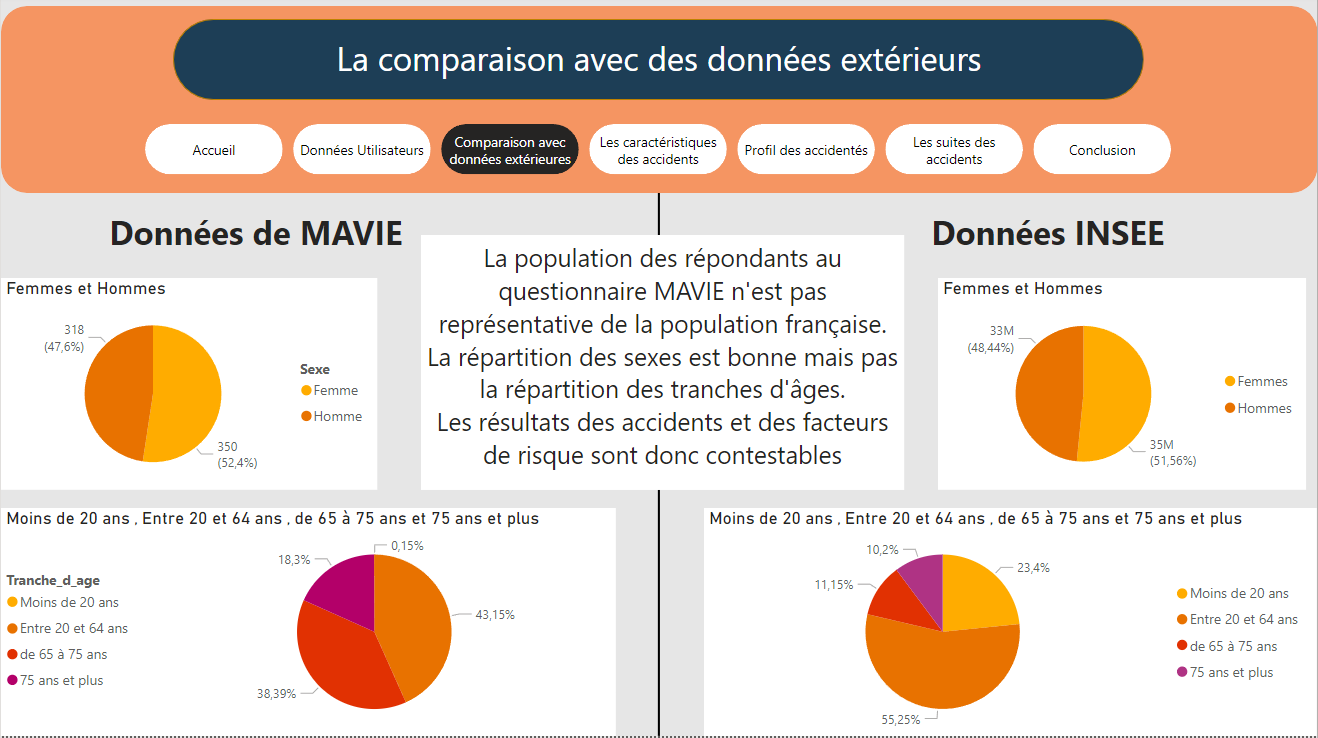 La comparaison avec des données extérieurs
Accueil
Données Utilisateurs
Comparaison avec
données extérieures
Les caractéristiques
des accidents
Profil des accidentés
Les suites des
accidents
Conclusion
Données de MAVIE
La population des répondants au
questionnaire MAVIE n'est pas
représentative de la population française.
La répartition des sexes est bonne mais pas
la répartition des tranches d'âges.
Les résultats des accidents et des facteurs
de risque sont donc contestables
Données INSEE
Femmes et Hommes
318
(47,6%)
350
(52,4%)
Sexe
Femme
Homme
Femmes et Hommes
33M
(48,44%)
35M
(51,56%)
Femmes
Hommes
Moins de 20 ans , Entre 20 et 64 ans , de 65 à 75 ans et 75 ans et plus
Tranche_d_age
Moins de 20 ans
Entre 20 et 64 ans
de 65 à 75 ans
75 ans et plus
0,15%
18,3%
43,15%
38,39%
Moins de 20 ans , Entre 20 et 64 ans , de 65 à 75 ans et 75 ans et plus
10,2%
23,4%
11,15%
55,25%
Moins de 20 ans
Entre 20 et 64 ans
de 65 à 75 ans
75 ans et plus